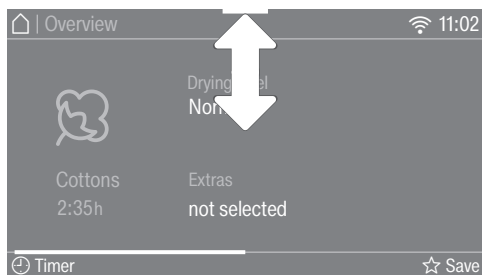 | Overview
11:02
Drying
Cottons
Extras
2:35h
not selected
Timer
Save